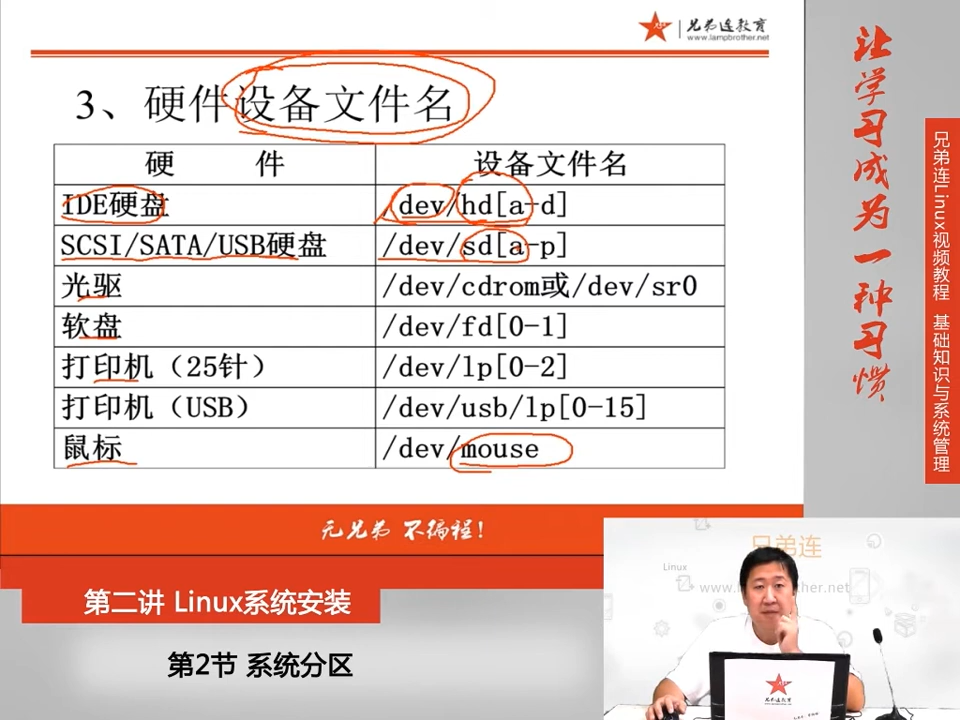 兄弟连教育
www.lampbrother.net
3、硬件设备文件名
硬 件 设备文件名
IDE硬盘 /dev/hd[a-d]
SCSI/SATA/USB硬盘 /dev/sd[a-p]
光驱 /dev/cdrom或/dev/sr0
软盘 /dev/fd[0-1]
打印机（25针） /dev/lp[0-2]
打印机（USB） /dev/usb/lp[0-15]
鼠标 /dev/mouse
无兄弟 不编程!
第二讲 Linux系统安装
第2节 系统分区
让学习成为一种习惯
兄弟连Linux视频教程 基础知识与系统管理
兄弟连
Linux
兄弟连教育